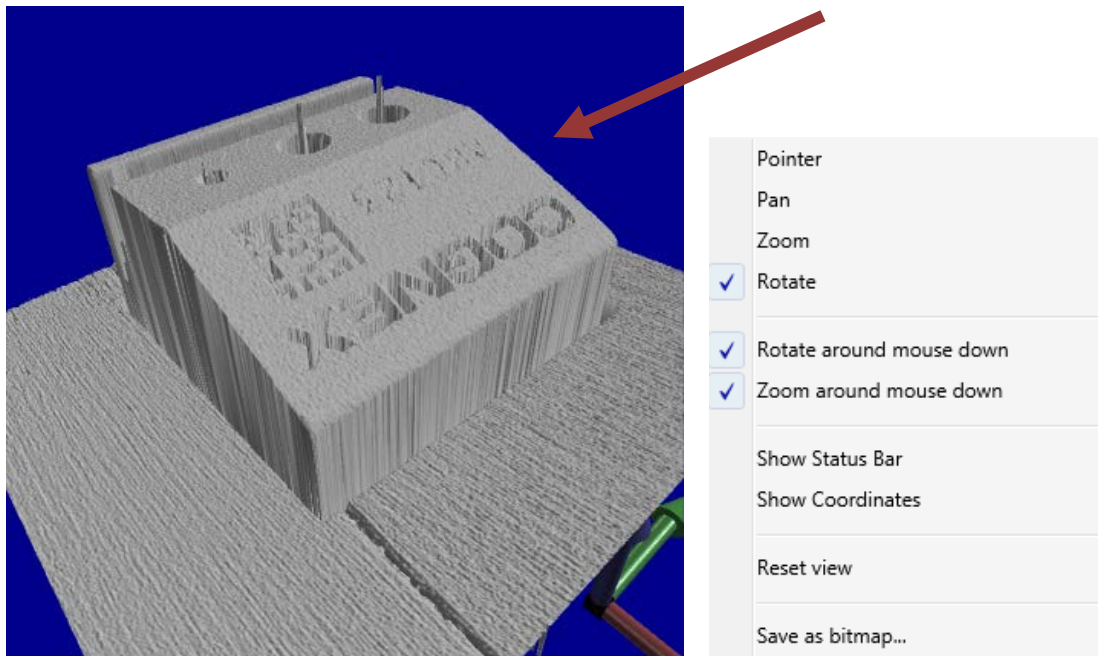 COGNEX
Pointer
Pan
Zoom
Rotate
Rotate around mouse down
Zoom around mouse down
Show Status Bar
Show Coordinates
Reset view
Save as bitmap...